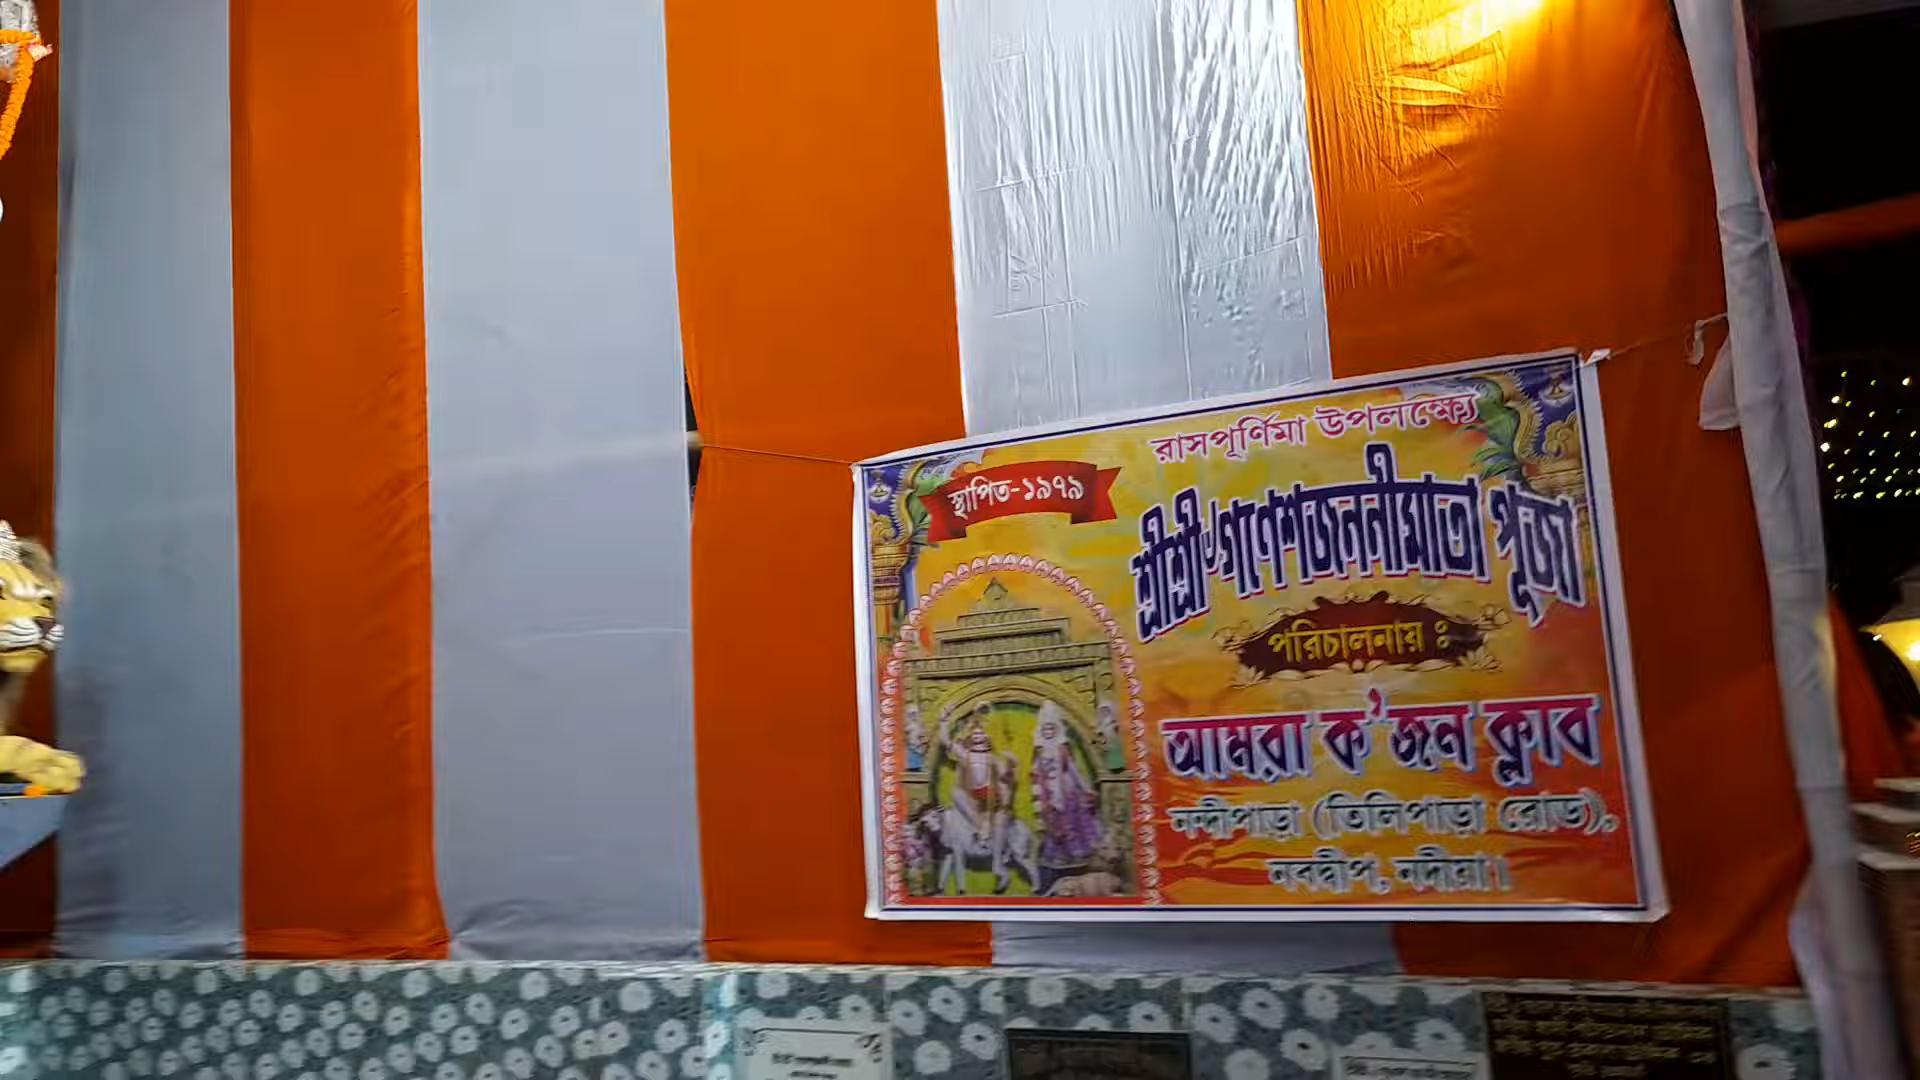 রাসপূর্ণিমা উপলক্ষ্যে
স্থাপিত-১৯৭৯
শ্রীশ্রীঁগণেশজননীমাতা পূজা
পরিচালনায় ঃ
আমরা ক'জন ক্লাব
নন্দীপাড়া (তিলিপাড়া রোড),
নবদ্বীপ, নদীয়া।